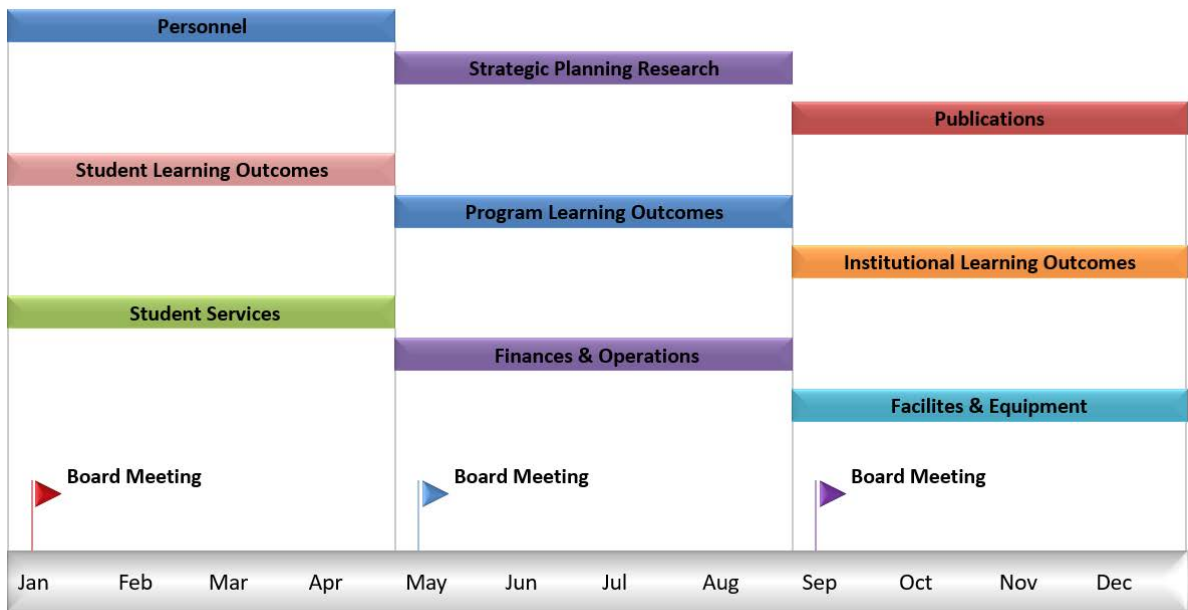 Personnel
Strategic Planning Research
Publications
Student Learning Outcomes
Program Learning Outcomes
Institutional Learning Outcomes
Student Services
Finances & Operations
Facilites & Equipment
Board Meeting Board Meeting Board Meeting
Jan Feb Mar Apr May Jun Jul Aug Sep Oct Nov Dec